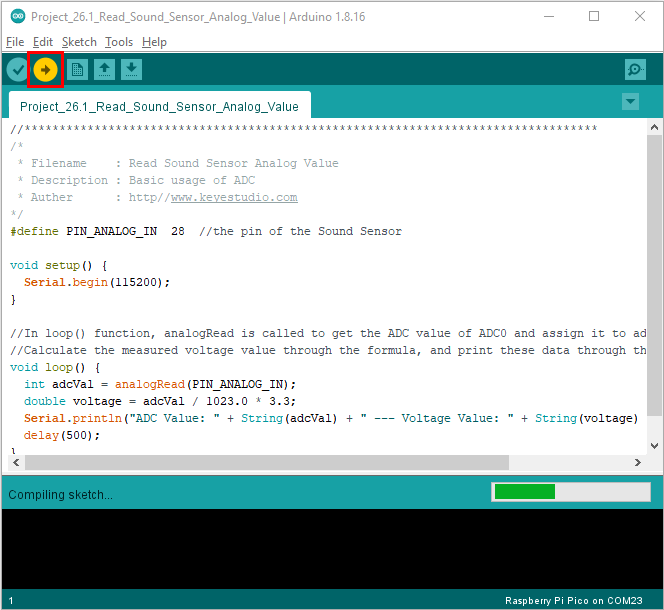 Project_26.1_Read_Sound_Sensor_Analog_Value | Arduino 1.8.16
File Edit Sketch Tools Help
Project_26.1_Read_Sound_Sensor_Analog_Value
//**********************************************************************************
/*
 * Filename    : Read Sound Sensor Analog Value
 * Description : Basic usage of ADC
 * Auther      : http//www.keyestudio.com
*/
#define PIN_ANALOG_IN  28  //the pin of the Sound Sensor
void setup() {
  Serial.begin(115200);
}
//In loop() function, analogRead is called to get the ADC value of ADC0 and assign it to ad
//Calculate the measured voltage value through the formula, and print these data through th
void loop() {
  int adcVal = analogRead(PIN_ANALOG_IN);
  double voltage = adcVal / 1023.0 * 3.3;
  Serial.println("ADC Value: " + String(adcVal) + " --- Voltage Value: " + String(voltage)
  delay(500);
}
Compiling sketch...
1
Raspberry Pi Pico on COM23